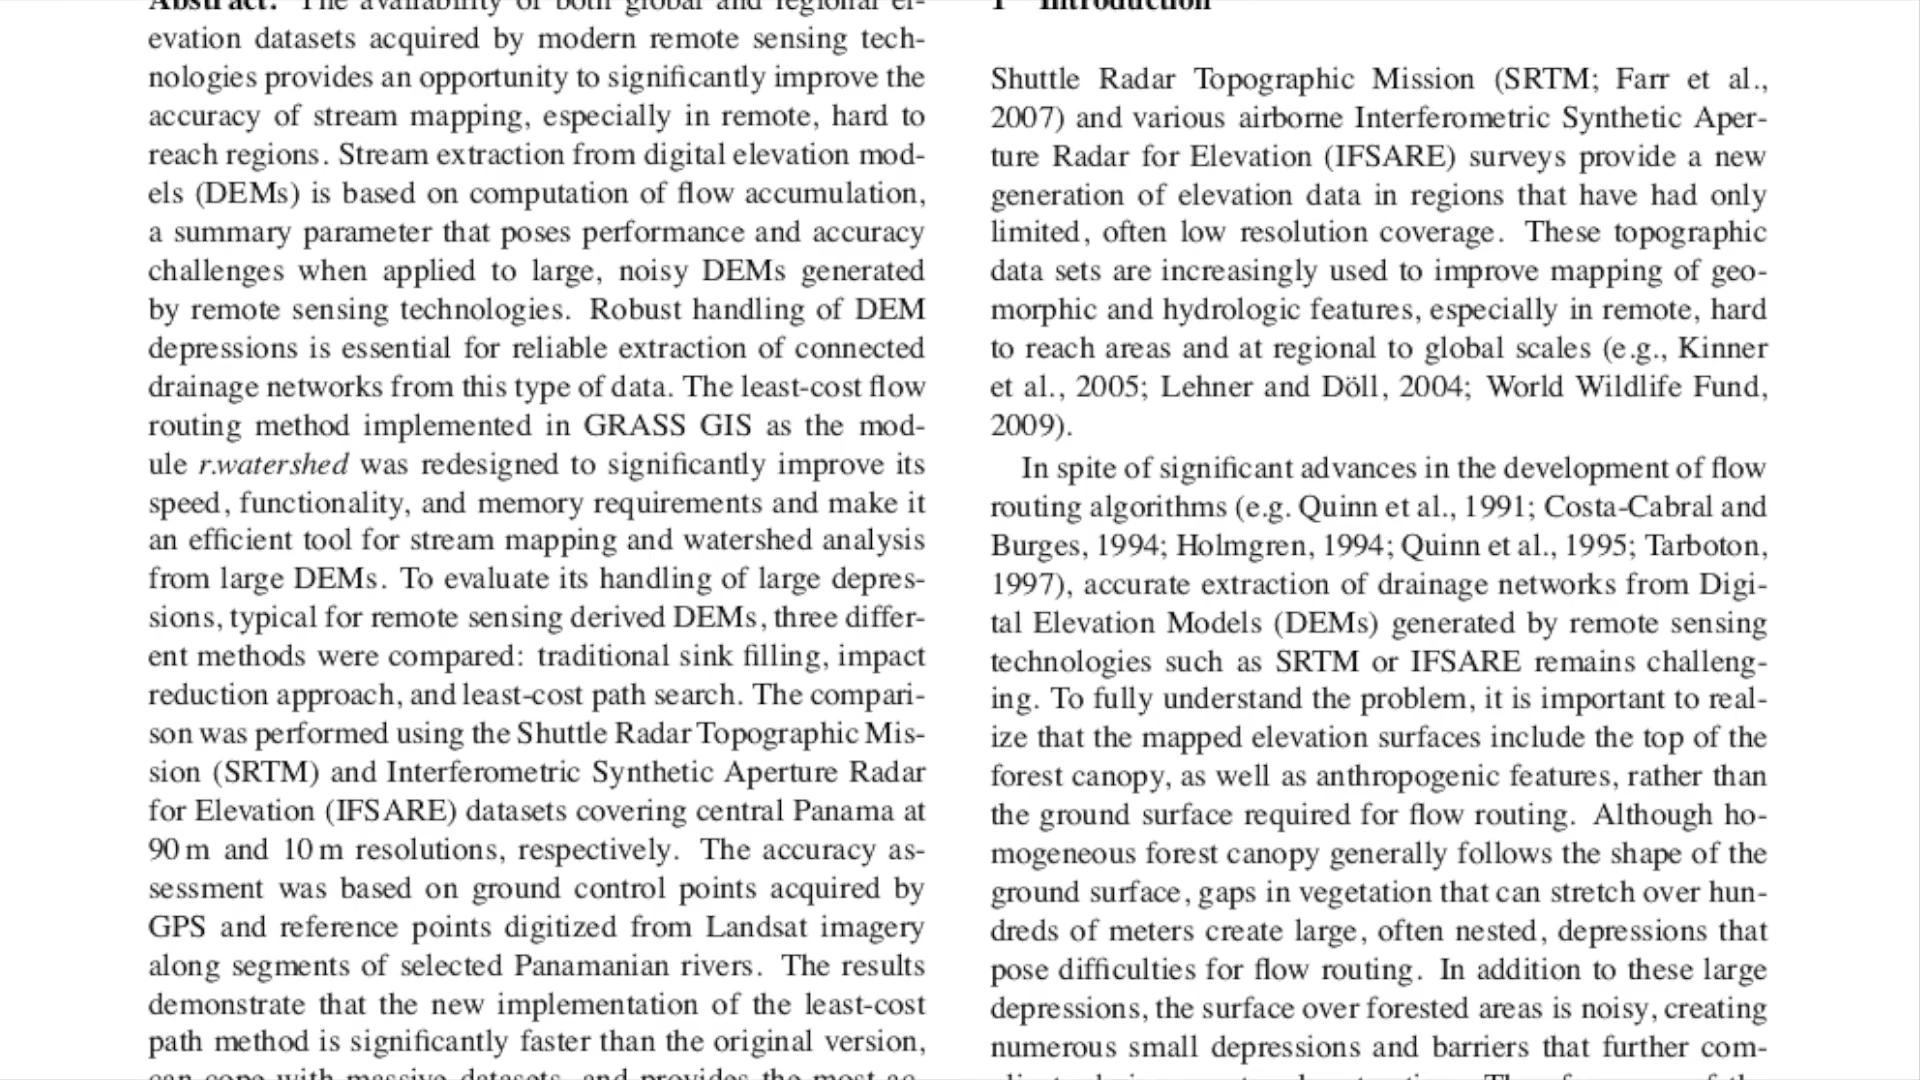 Abstract. The availability of both global and regional el-
evation datasets acquired by modern remote sensing tech-
nologies provides an opportunity to significantly improve the
accuracy of stream mapping, especially in remote, hard to
reach regions. Stream extraction from digital elevation mod-
els (DEMs) is based on computation of flow accumulation,
a summary parameter that poses performance and accuracy
challenges when applied to large, noisy DEMs generated
by remote sensing technologies. Robust handling of DEM
depressions is essential for reliable extraction of connected
drainage networks from this type of data. The least-cost flow
routing method implemented in GRASS GIS as the mod-
ule r.watershed was redesigned to significantly improve its
speed, functionality, and memory requirements and make it
an efficient tool for stream mapping and watershed analysis
from large DEMs. To evaluate its handling of large depres-
sions, typical for remote sensing derived DEMs, three differ-
ent methods were compared: traditional sink filling, impact
reduction approach, and least-cost path search. The compari-
son was performed using the Shuttle Radar Topographic Mis-
sion (SRTM) and Interferometric Synthetic Aperture Radar
for Elevation (IFSARE) datasets covering central Panama at
90 m and 10 m resolutions, respectively. The accuracy as-
sessment was based on ground control points acquired by
GPS and reference points digitized from Landsat imagery
along segments of selected Panamanian rivers. The results
demonstrate that the new implementation of the least-cost
path method is significantly faster than the original version,
can cope with massive datasets, and provides the most ac-
1 Introduction
Shuttle Radar Topographic Mission (SRTM; Farr et al.,
2007) and various airborne Interferometric Synthetic Aper-
ture Radar for Elevation (IFSARE) surveys provide a new
generation of elevation data in regions that have had only
limited, often low resolution coverage. These topographic
data sets are increasingly used to improve mapping of geo-
morphic and hydrologic features, especially in remote, hard
to reach areas and at regional to global scales (e.g., Kinner
et al., 2005; Lehner and Döll, 2004; World Wildlife Fund,
2009).
In spite of significant advances in the development of flow
routing algorithms (e.g. Quinn et al., 1991; Costa-Cabral and
Burges, 1994; Holmgren, 1994; Quinn et al., 1995; Tarboton,
1997), accurate extraction of drainage networks from Digi-
tal Elevation Models (DEMs) generated by remote sensing
technologies such as SRTM or IFSARE remains challeng-
ing. To fully understand the problem, it is important to real-
ize that the mapped elevation surfaces include the top of the
forest canopy, as well as anthropogenic features, rather than
the ground surface required for flow routing. Although ho-
mogeneous forest canopy generally follows the shape of the
ground surface, gaps in vegetation that can stretch over hun-
dreds of meters create large, often nested, depressions that
pose difficulties for flow routing. In addition to these large
depressions, the surface over forested areas is noisy, creating
numerous small depressions and barriers that further com-